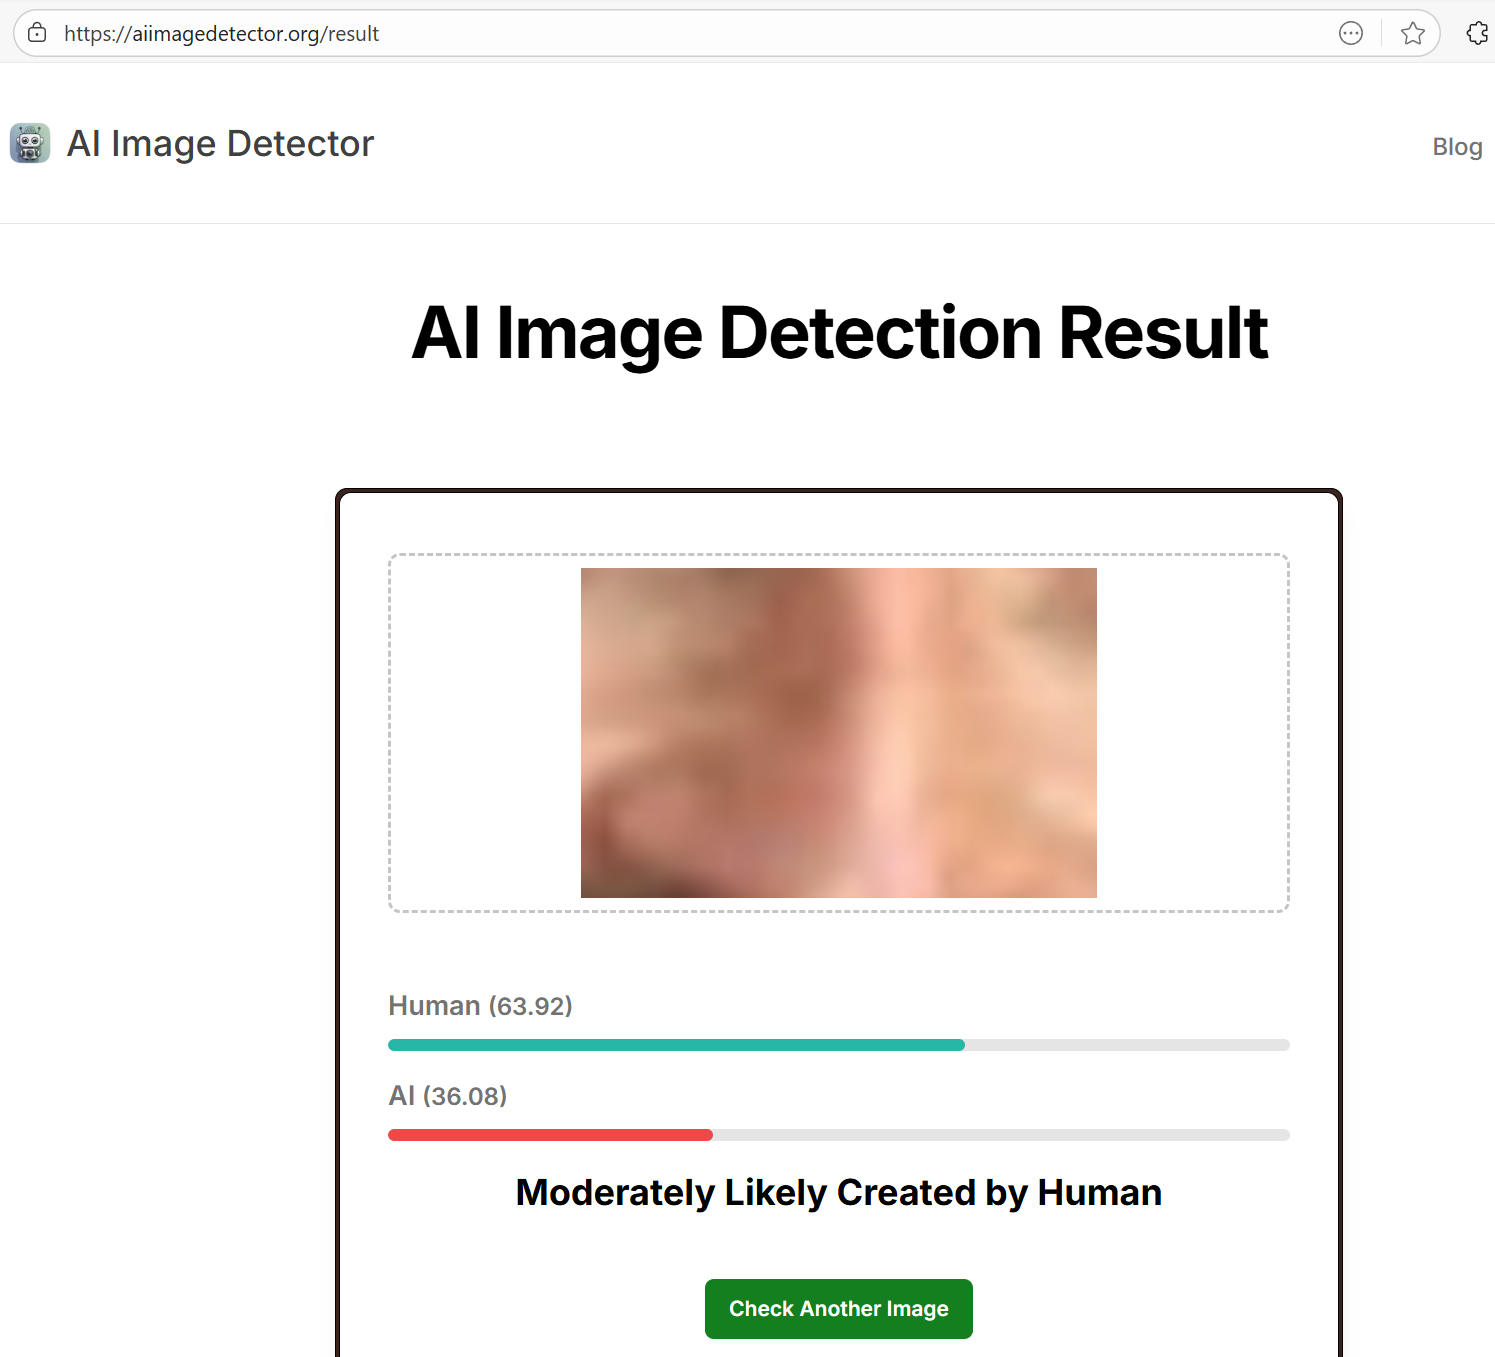 https://aiimagedetector.org/result
AI Image Detector
Blog
AI Image Detection Result
Human (63.92)
AI (36.08)
Moderately Likely Created by Human
Check Another Image